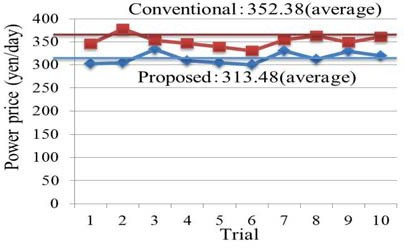 Conventional：352.38(average)
400
350
300
250
200
150
100
50
0
Power price (yen/day)
Proposed：313.48(average)
1 2 3 4 5 6 7 8 9 10
Trial